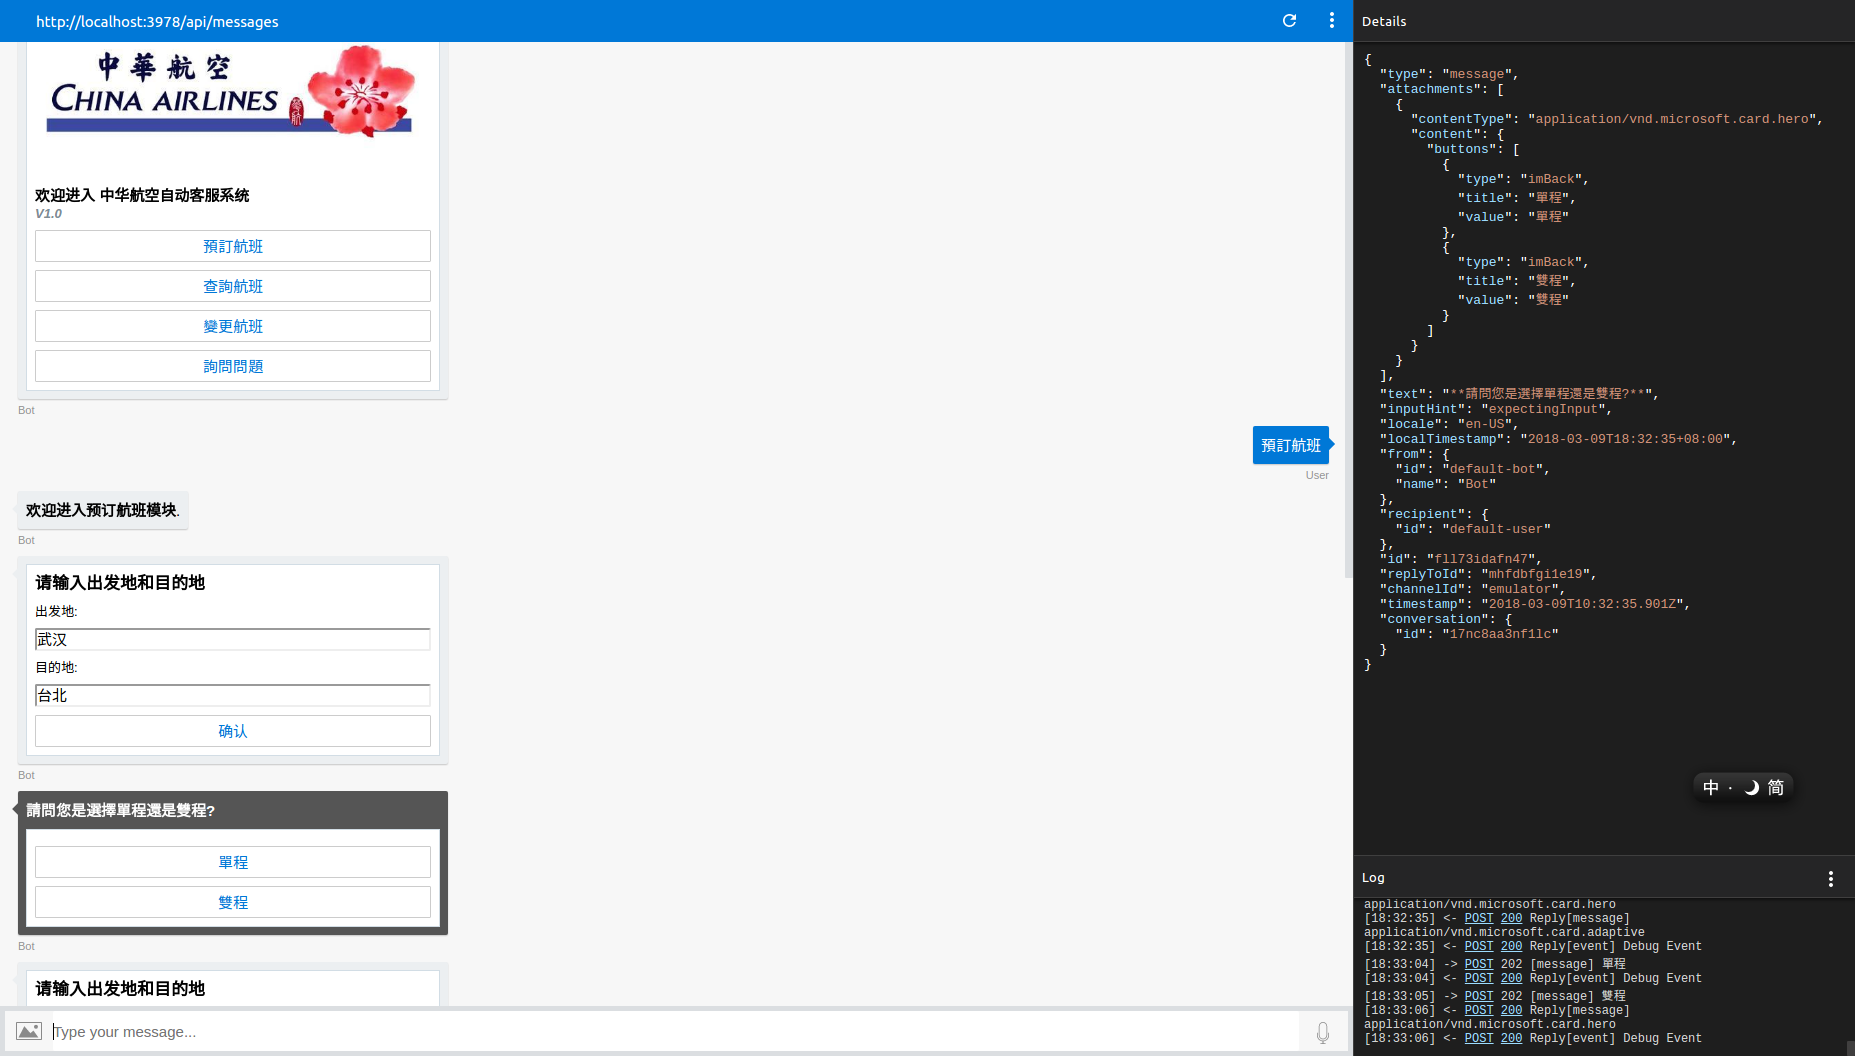 http://localhost:3978/api/messages
中華航空
CHINA AIRLINES
欢迎进入 中华航空自动客服系统
V1.0
預訂航班
查詢航班
變更航班
詢問問題
Bot
預訂航班
User
欢迎进入预订航班模块.
Bot
请输入出发地和目的地
出发地:
武汉
目的地:
台北
确认
Bot
請問您是選擇單程還是雙程?
單程
雙程
Bot
请输入出发地和目的地
Type your message...
Details
{
"type": "message",
"attachments": [
{
"contentType": "application/vnd.microsoft.card.hero",
"content": {
"buttons": [
{
"type": "imBack",
"title": "單程",
"value": "單程"
},
{
"type": "imBack",
"title": "雙程",
"value": "雙程"
}
]
}
}
],
"text": "**請問您是選擇單程還是雙程?**",
"inputHint": "expectingInput",
"locale": "en-US",
"localTimestamp": "2018-03-09T18:32:35+08:00",
"from": {
"id": "default-bot",
"name": "Bot"
},
"recipient": {
"id": "default-user"
},
"id": "fll73idafn47",
"replyToId": "mhfdbfgi1e19",
"channelId": "emulator",
"timestamp": "2018-03-09T10:32:35.901Z",
"conversation": {
"id": "17nc8aa3nf1lc"
}
}
中 · 简
Log
application/vnd.microsoft.card.hero
[18:32:35] <- POST 200 Reply[message]
application/vnd.microsoft.card.adaptive
[18:32:35] <- POST 200 Reply[event] Debug Event
[18:33:04] -> POST 202 [message] 單程
[18:33:04] <- POST 200 Reply[event] Debug Event
[18:33:05] -> POST 202 [message] 雙程
[18:33:06] <- POST 200 Reply[message]
application/vnd.microsoft.card.hero
[18:33:06] <- POST 200 Reply[event] Debug Event